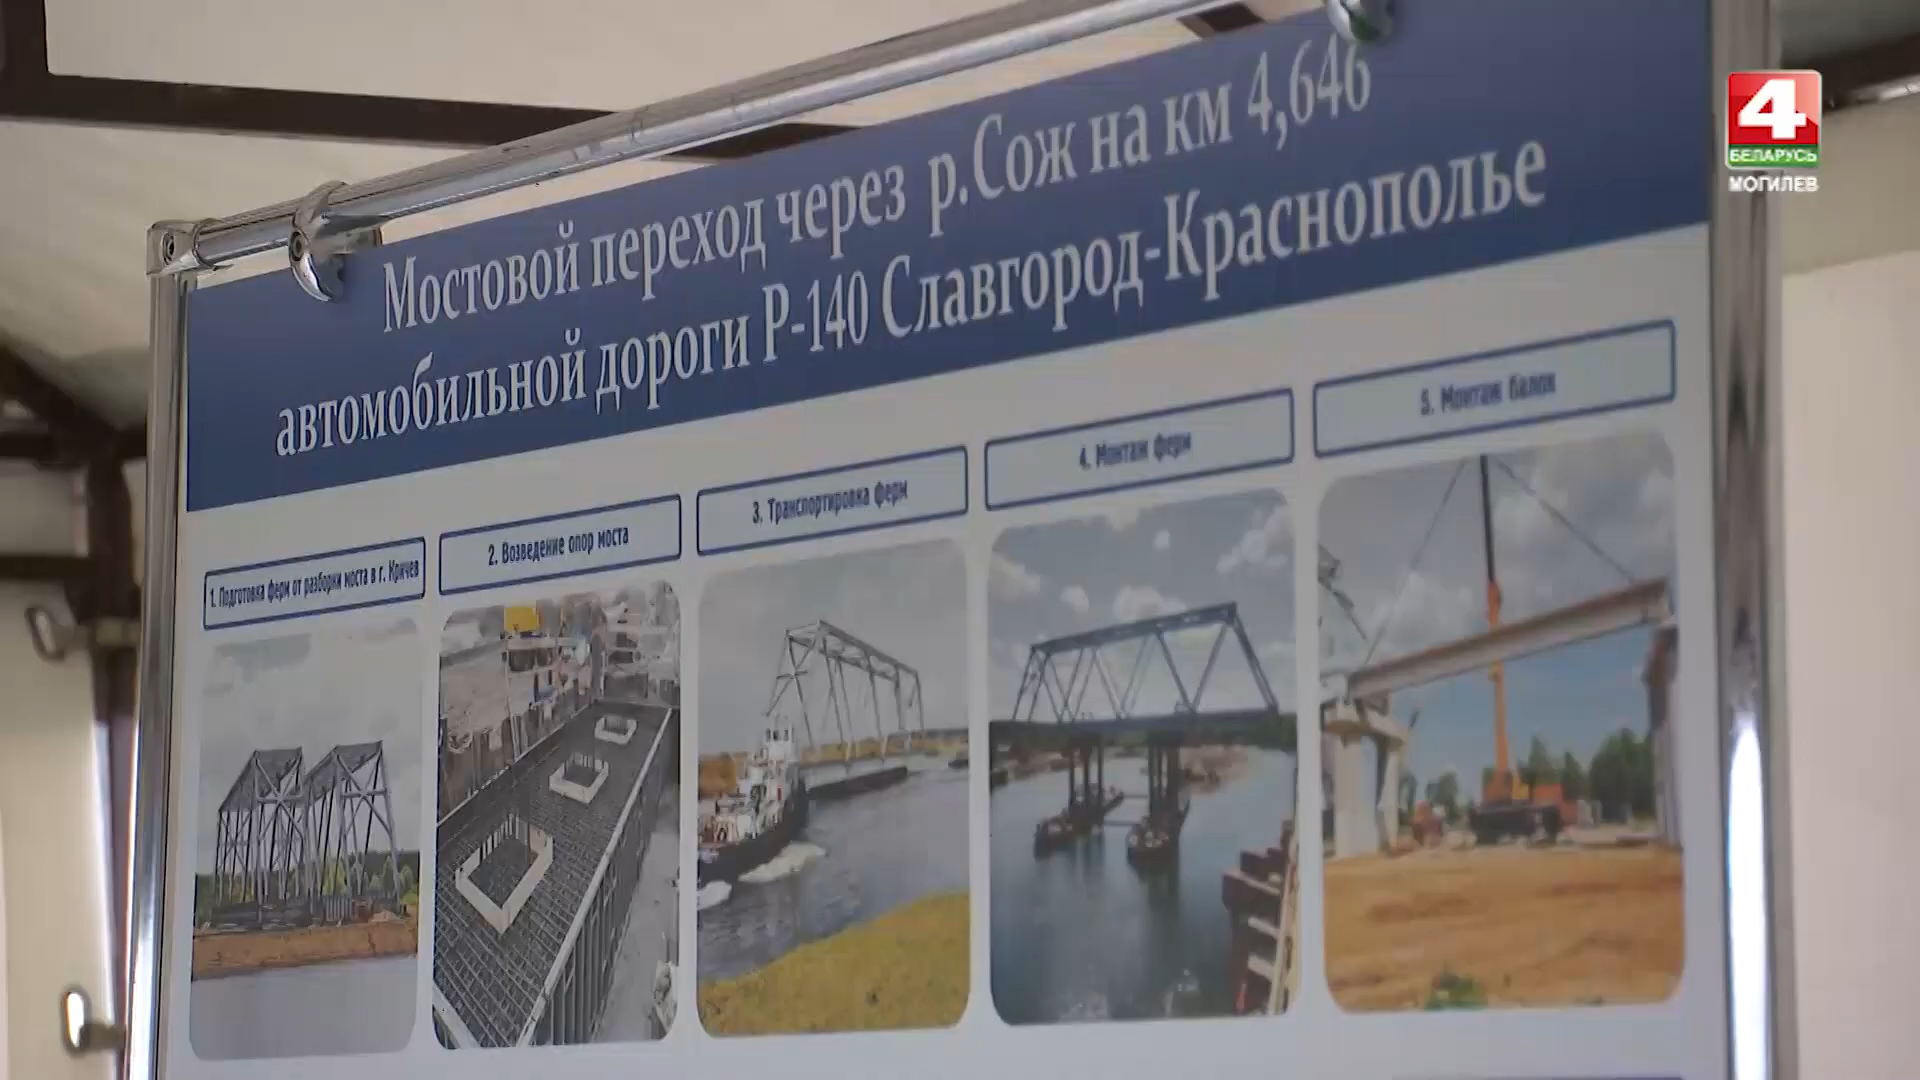 Мостовой переход через р.Сож на км 4,646
автомобильной дороги Р-140 Славгород-Краснополье
1. Подготовка ферм от разборки моста в г. Кричев
2. Возведение опор моста
3. Транспортировка ферм
4. Монтаж ферм
5. Монтаж балок
4
БЕЛАРУСЬ
МОГИЛЕВ